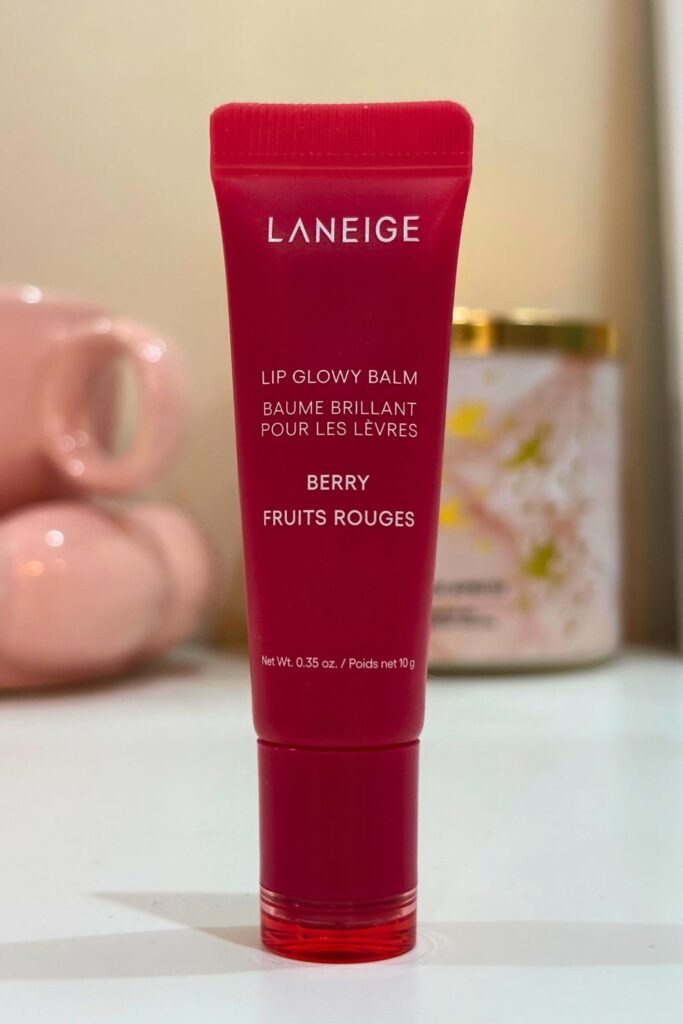 LANEIGE
LIP GLOWY BALM
BAUME BRILLANT
POUR LES LÈVRES
BERRY
FRUITS ROUGES
Net Wt. 0.35 oz. / Poids net 10 g